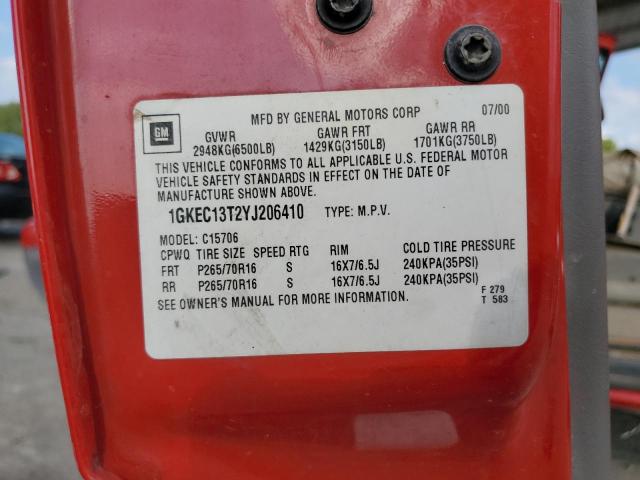 MFD BY GENERAL MOTORS CORP 07/00
GM
GVWR GAWR FRT GAWR RR
2948KG(6500LB) 1429KG(3150LB) 1701KG(3750LB)
THIS VEHICLE CONFORMS TO ALL APPLICABLE U.S. FEDERAL MOTOR
VEHICLE SAFETY STANDARDS IN EFFECT ON THE DATE OF
MANUFACTURE SHOWN ABOVE.
1GKEC13T2YJ206410 TYPE: M.P.V.
MODEL: C15706
CPWQ TIRE SIZE SPEED RTG RIM COLD TIRE PRESSURE
FRT P265/70R16 S 16X7/6.5J 240KPA(35PSI)
RR P265/70R16 S 16X7/6.5J 240KPA(35PSI)
SEE OWNER'S MANUAL FOR MORE INFORMATION.
F 279
T 583